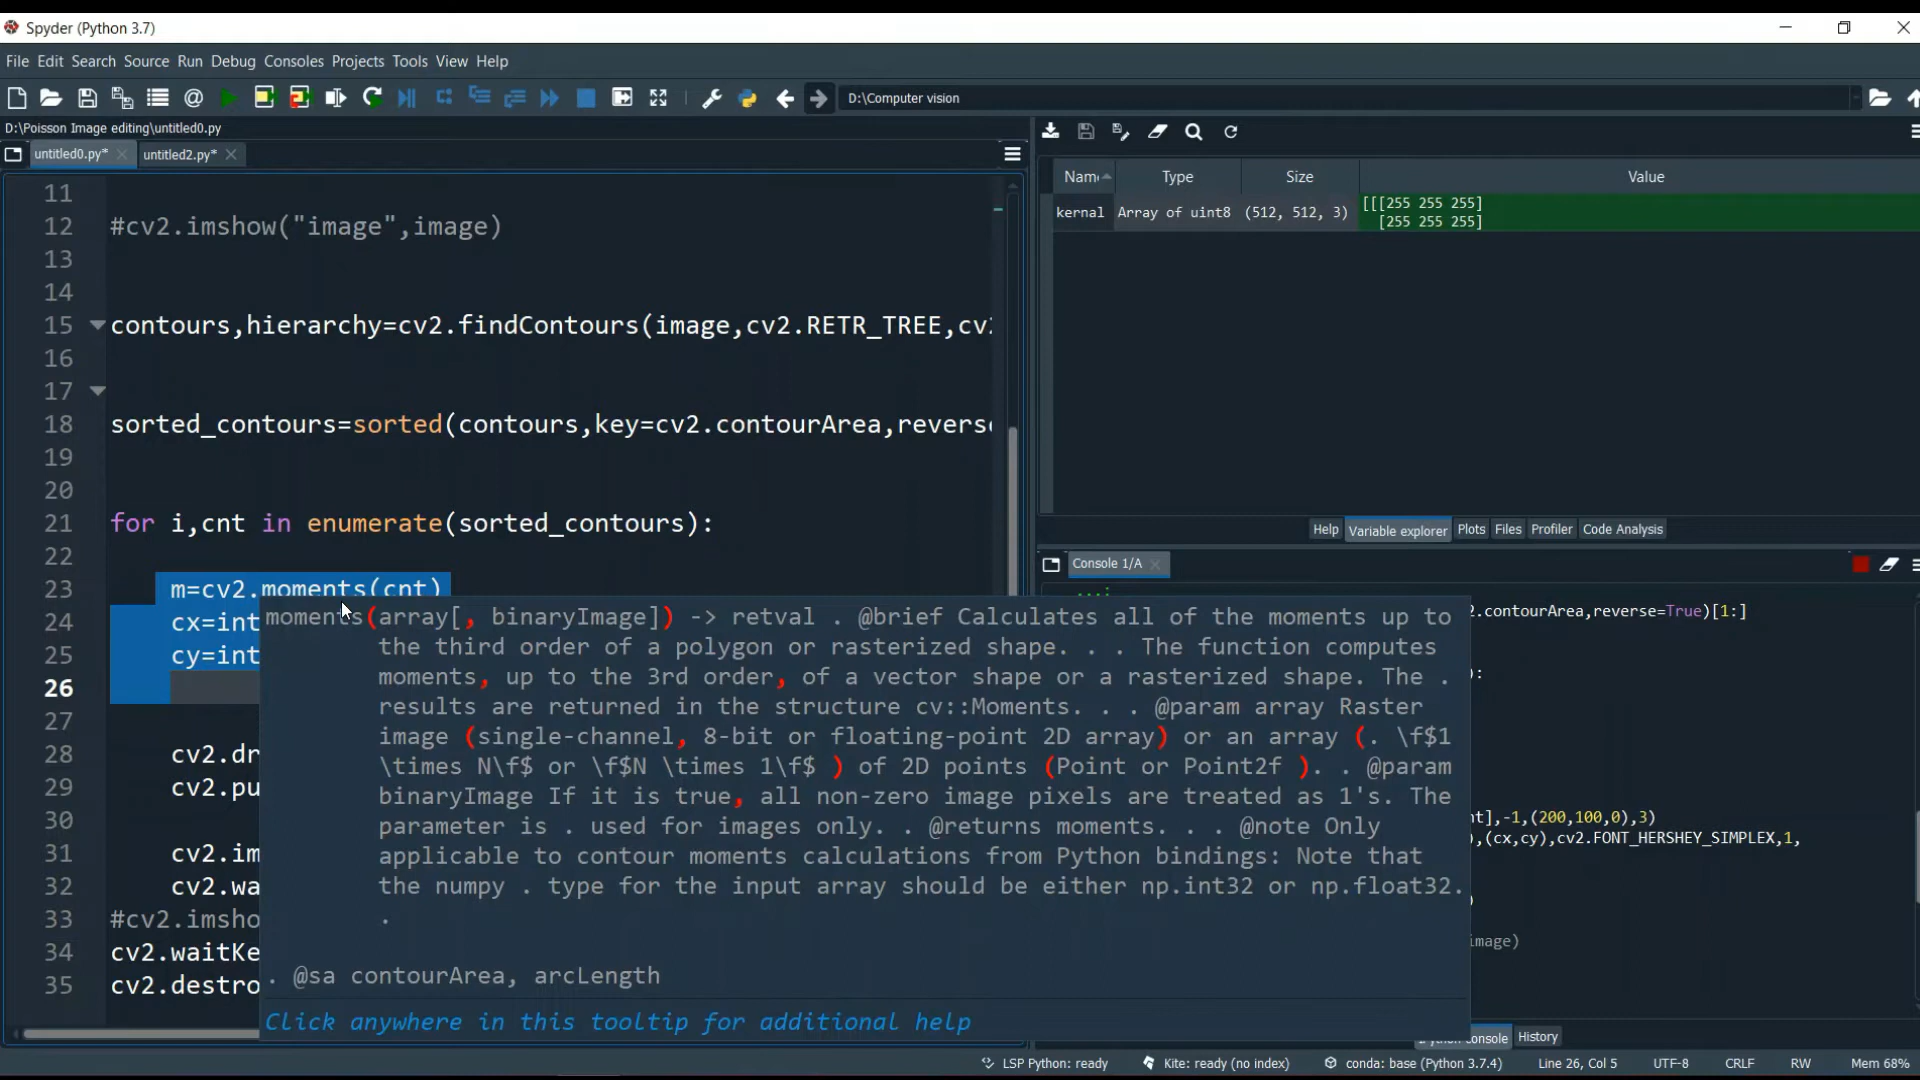 Spyder (Python 3.7)
File Edit Search Source Run Debug Consoles Projects Tools View Help
D:\Computer vision
D:\Poisson Image editing\untitled0.py
untitled0.py*
untitled2.py*
11
12 #cv2.imshow("image",image)
13
14
15 contours,hierarchy=cv2.findContours(image,cv2.RETR_TREE,cv
16
17
18 sorted_contours=sorted(contours,key=cv2.contourArea,revers
19
20
21 for i,cnt in enumerate(sorted_contours):
22
23 m=cv2.moments(cnt)
24 cx=int
25 cy=int
26
27
28 cv2.dr
29 cv2.pu
30
31 cv2.im
32 cv2.wa
33 #cv2.imsho
34 cv2.waitKe
35 cv2.destro
moments(array[, binaryImage]) -> retval . @brief Calculates all of the moments up to
the third order of a polygon or rasterized shape. . . The function computes
moments, up to the 3rd order, of a vector shape or a rasterized shape. The .
results are returned in the structure cv::Moments. . . @param array Raster
image (single-channel, 8-bit or floating-point 2D array) or an array (. \f$1
\times N\f$ or \f$N \times 1\f$ ) of 2D points (Point or Point2f ). . @param
binaryImage If it is true, all non-zero image pixels are treated as 1's. The
parameter is . used for images only. . @returns moments. . . @note Only
applicable to contour moments calculations from Python bindings: Note that
the numpy . type for the input array should be either np.int32 or np.float32.
.
. @sa contourArea, arcLength
Click anywhere in this tooltip for additional help
Name Type Size Value
kernal Array of uint8 (512, 512, 3) [[[255 255 255]
[255 255 255]
Help Variable explorer Plots Files Profiler Code Analysis
Console 1/A
...:
.contourArea,reverse=True)[1:]
):
nt],-1,(200,100,0),3)
),(cx,cy),cv2.FONT_HERSHEY_SIMPLEX,1,
)
image)
console History
LSP Python: ready Kite: ready (no index) conda: base (Python 3.7.4) Line 26, Col 5 UTF-8 CRLF RW Mem 68%